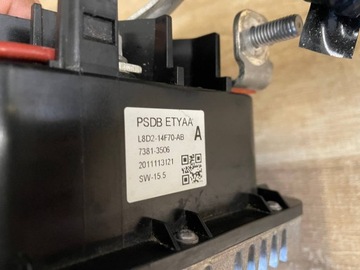 PSDB ETYAA
L8D2-14F70-AB A
7381-3506
2011113121
SW-15.5